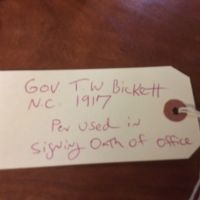 Gov. T.W Bickett
N.C. 1917
Pen used in
Signing Oath of Office